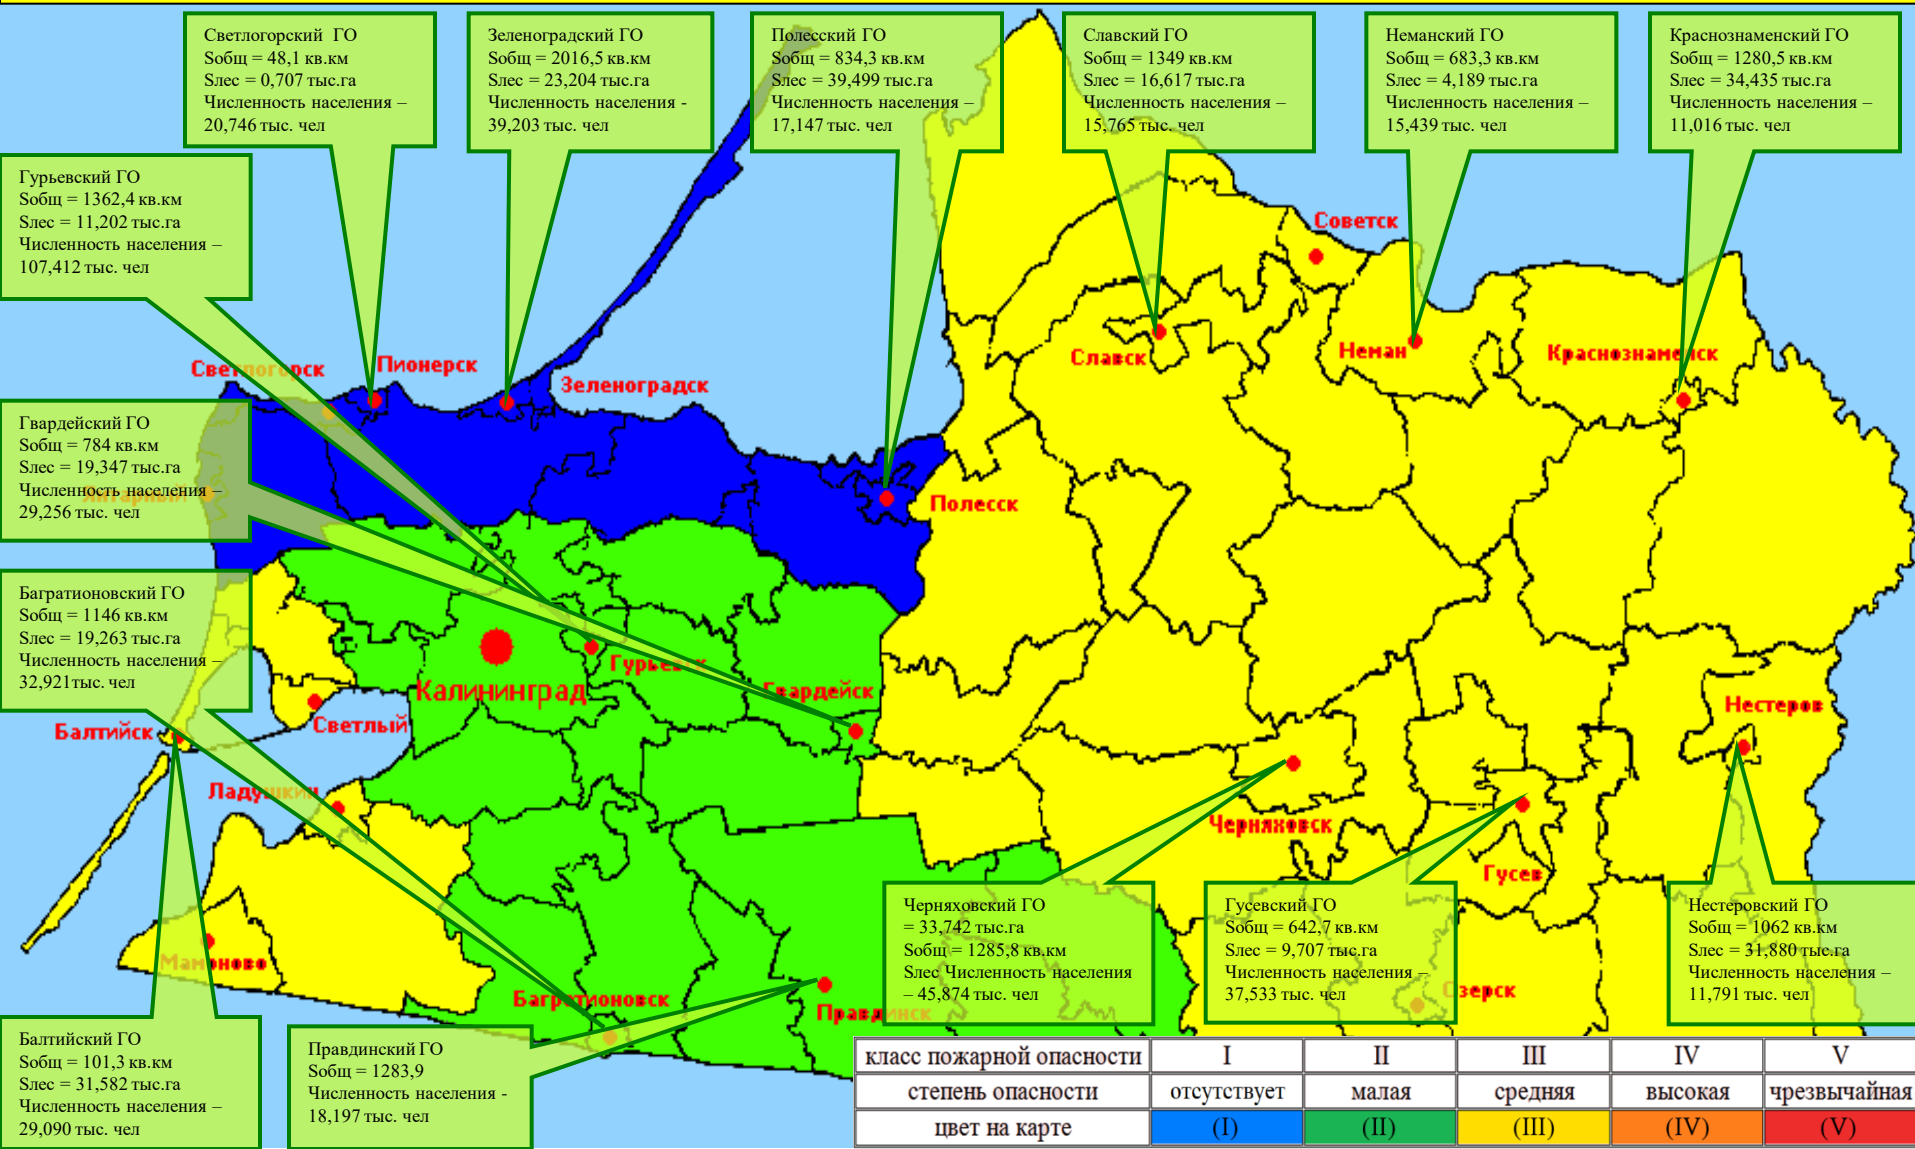 Светлогорский ГО
Sобщ = 48,1 кв.км
Sлес = 0,707 тыс.га
Численность населения –
20,746 тыс. чел
Зеленоградский ГО
Sобщ = 2016,5 кв.км
Sлес = 23,204 тыс.га
Численность населения -
39,203 тыс. чел
Полесский ГО
Sобщ = 834,3 кв.км
Sлес = 39,499 тыс.га
Численность населения –
17,147 тыс. чел
Славский ГО
Sобщ = 1349 кв.км
Sлес = 16,617 тыс.га
Численность населения –
15,765 тыс. чел
Неманский ГО
Sобщ = 683,3 кв.км
Sлес = 4,189 тыс.га
Численность населения –
15,439 тыс. чел
Краснознаменский ГО
Sобщ = 1280,5 кв.км
Sлес = 34,435 тыс.га
Численность населения –
11,016 тыс. чел
Гурьевский ГО
Sобщ = 1362,4 кв.км
Sлес = 11,202 тыс.га
Численность населения –
107,412 тыс. чел
Советск
Славск
Неман
Краснознаменск
Светлогорск
Пионерск
Зеленоградск
Гвардейский ГО
Sобщ = 784 кв.км
Sлес = 19,347 тыс.га
Численность населения –
29,256 тыс. чел
Янтарный
Полесск
Багратионовский ГО
Sобщ = 1146 кв.км
Sлес = 19,263 тыс.га
Численность населения –
32,921тыс. чел
Гурьевск
Калининград
Гвардейск
Светлый
Балтийск
Нестеров
Ладушкин
Черняховск
Гусев
Мамоново
Багратионовск
Правдинск
Озерск
Черняховский ГО
= 33,742 тыс.га
Sобщ = 1285,8 кв.км
Sлес Численность населения
– 45,874 тыс. чел
Гусевский ГО
Sобщ = 642,7 кв.км
Sлес = 9,707 тыс.га
Численность населения –
37,533 тыс. чел
Нестеровский ГО
Sобщ = 1062 кв.км
Sлес = 31,880 тыс.га
Численность населения –
11,791 тыс. чел
Балтийский ГО
Sобщ = 101,3 кв.км
Sлес = 31,582 тыс.га
Численность населения –
29,090 тыс. чел
Правдинский ГО
Sобщ = 1283,9
Численность населения -
18,197 тыс. чел
класс пожарной опасности I II III IV V
степень опасности отсутствует малая средняя высокая чрезвычайная
цвет на карте (I) (II) (III) (IV) (V)